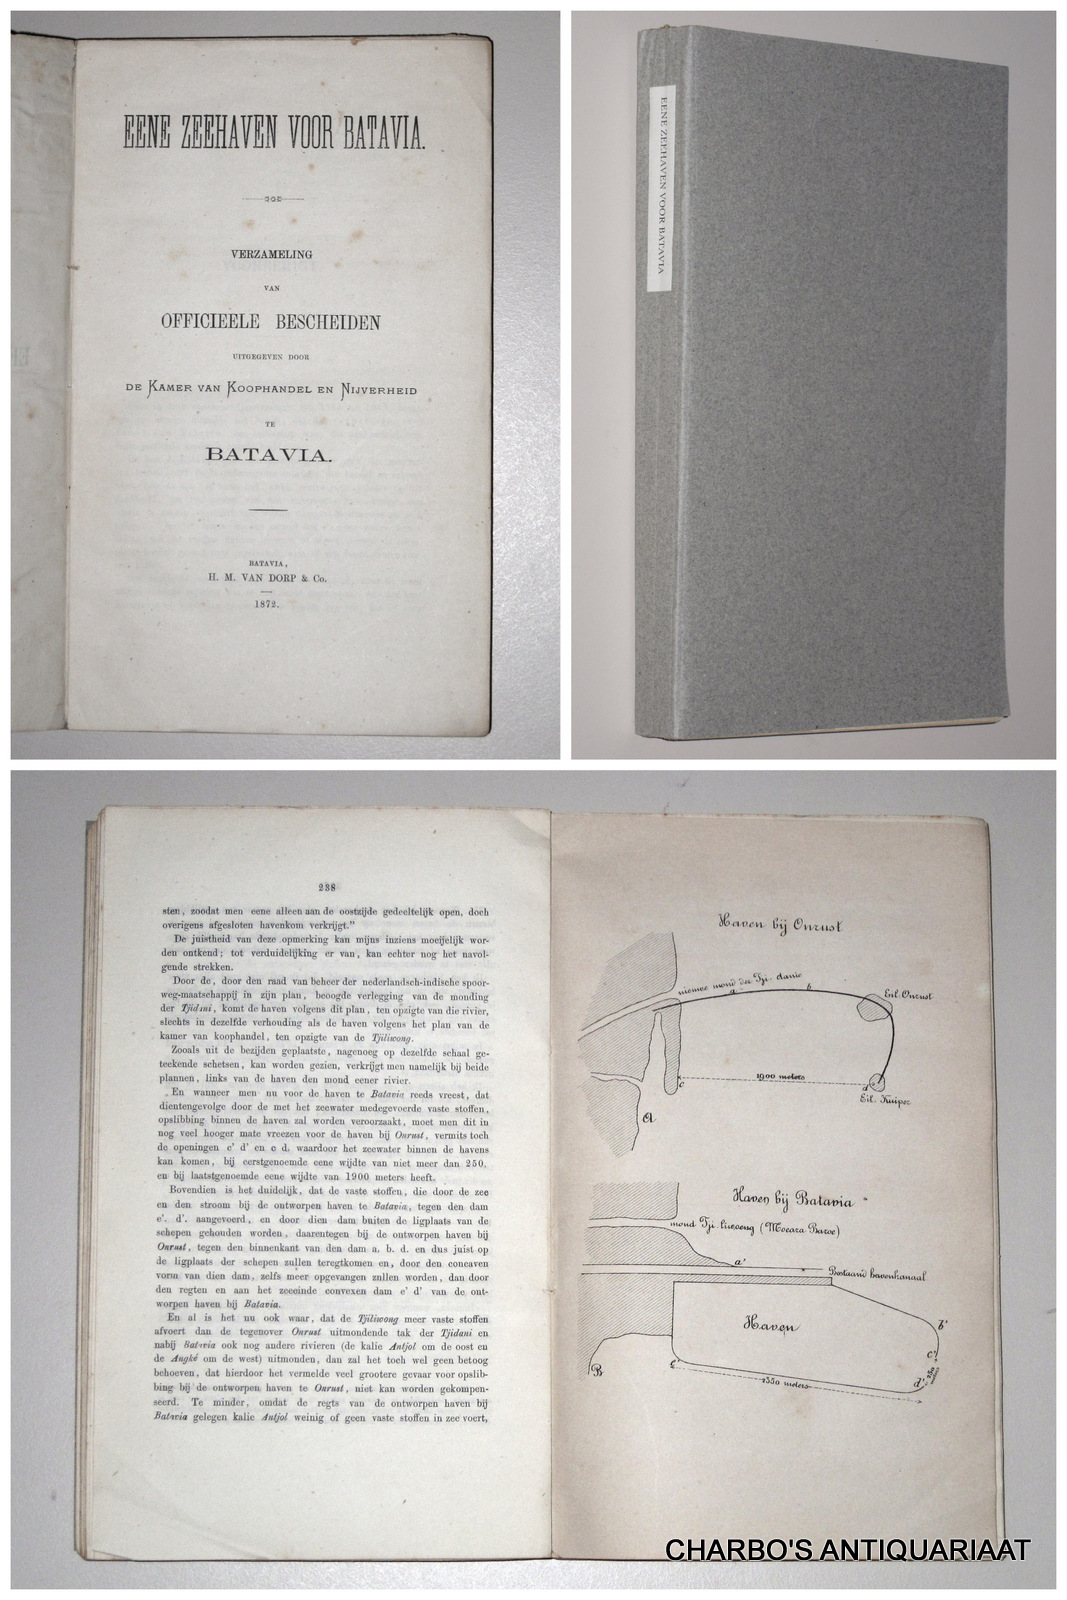 EENE ZEEHAVEN VOOR BATAVIA.
VERZAMELING
VAN
OFFICIEELE BESCHEIDEN
UITGEGEVEN DOOR
DE KAMER VAN KOOPHANDEL EN NIJVERHEID
TE
BATAVIA.
BATAVIA,
H. M. VAN DORP & Co.
1872.
EENE ZEEHAVEN VOOR BATAVIA
238
sten, zoodat men eene alleen aan de oostzijde gedeeltelijk open, doch
overigens afgesloten havenkom verkrijgt."
De juistheid van deze opmerking kan mijns inziens moeijelijk wor-
den ontkend; tot verduidelijking er van, kan echter nog het navol-
gende strekken.
Door de, door den raad van beheer der nederlandsch-indische spoor-
weg-maatschappij in zijn plan, beoogde verlegging van de monding
der Tjidani, komt de haven volgens dit plan, ten opzigte van die rivier,
slechts in dezelfde verhouding als de haven volgens het plan van de
kamer van koophandel, ten opzigte van de Tjiliwong.
Zooals uit de bezijden geplaatste, nagenoeg op dezelfde schaal ge-
teekende schetsen, kan worden gezien, verkrijgt men namelijk bij beide
plannen, links van de haven den mond eener rivier.
En wanneer men nu voor de haven te Batavia reeds vreest, dat
dientengevolge door de met het zeewater medegevoerde vaste stoffen,
opslibbing binnen de haven zal worden veroorzaakt, moet men dit in
nog veel hooger mate vreezen voor de haven bij Onrust, vermits toch
de openingen c' d' en c d. waardoor het zeewater binnen de havens
kan komen, bij eerstgenoemde eene wijdte van niet meer dan 250,
en bij laatstgenoemde eene wijdte van 1900 meters heeft.
Bovendien is het duidelijk, dat de vaste stoffen, die door de zee
en den stroom bij de ontworpen haven te Batavia, tegen den dam
e'. d'. aangevoerd, en door dien dam buiten de ligplaats van de
schepen gehouden worden, daarentegen bij de ontworpen haven bij
Onrust, tegen den binnenkant van den dam a. b. d. en dus juist op
de ligplaats der schepen zullen teregtkomen en, door den concaven
vorm van dien dam, zelfs meer opgevangen zullen worden, dan door
den regten en aan het zeeeinde convexen dam e' d' van de ont-
worpen haven bij Batavia.
En al is het nu ook waar, dat de Tjiliwong meer vaste stoffen
afvoert dan de tegenover Onrust uitmondende tak der Tjidani en
nabij Batavia ook nog andere rivieren (de kalie Antjol om de oost en
de Angké om de west) uitmonden, dan zal het toch wel geen betoog
behoeven, dat hierdoor het vermelde veel grootere gevaar voor opslib-
bing bij de ontworpen haven te Onrust, niet kan worden gekompen-
seerd. Te minder, omdat de regts van de ontworpen haven bij
Batavia gelegen kalie Antjol weinig of geen vaste stoffen in zee voert,
Haven bij Onrust
nieuwe mond der Tji. danie
a
b
Eil. Onrust
1900 meters
c
d
Eil. Kuiper
A
Haven bij Batavia
mond Tji. liwoeng (Moeara Baroe)
a'
Bestaand havenkanaal
Haven
b'
c'
250 meters
d'
e'
2350 meters
B
CHARBO'S ANTIQUARIAAT